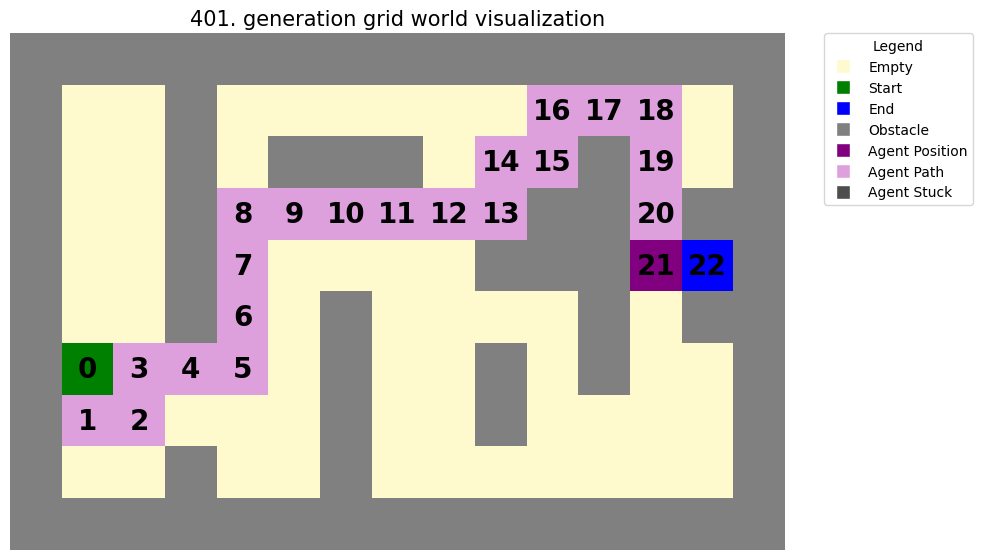 401. generation grid world visualization
16 17 18
14 15 19
8 9 10 11 12 13 20
7 21 22
6
0 3 4 5
1 2
Legend
Empty
Start
End
Obstacle
Agent Position
Agent Path
Agent Stuck